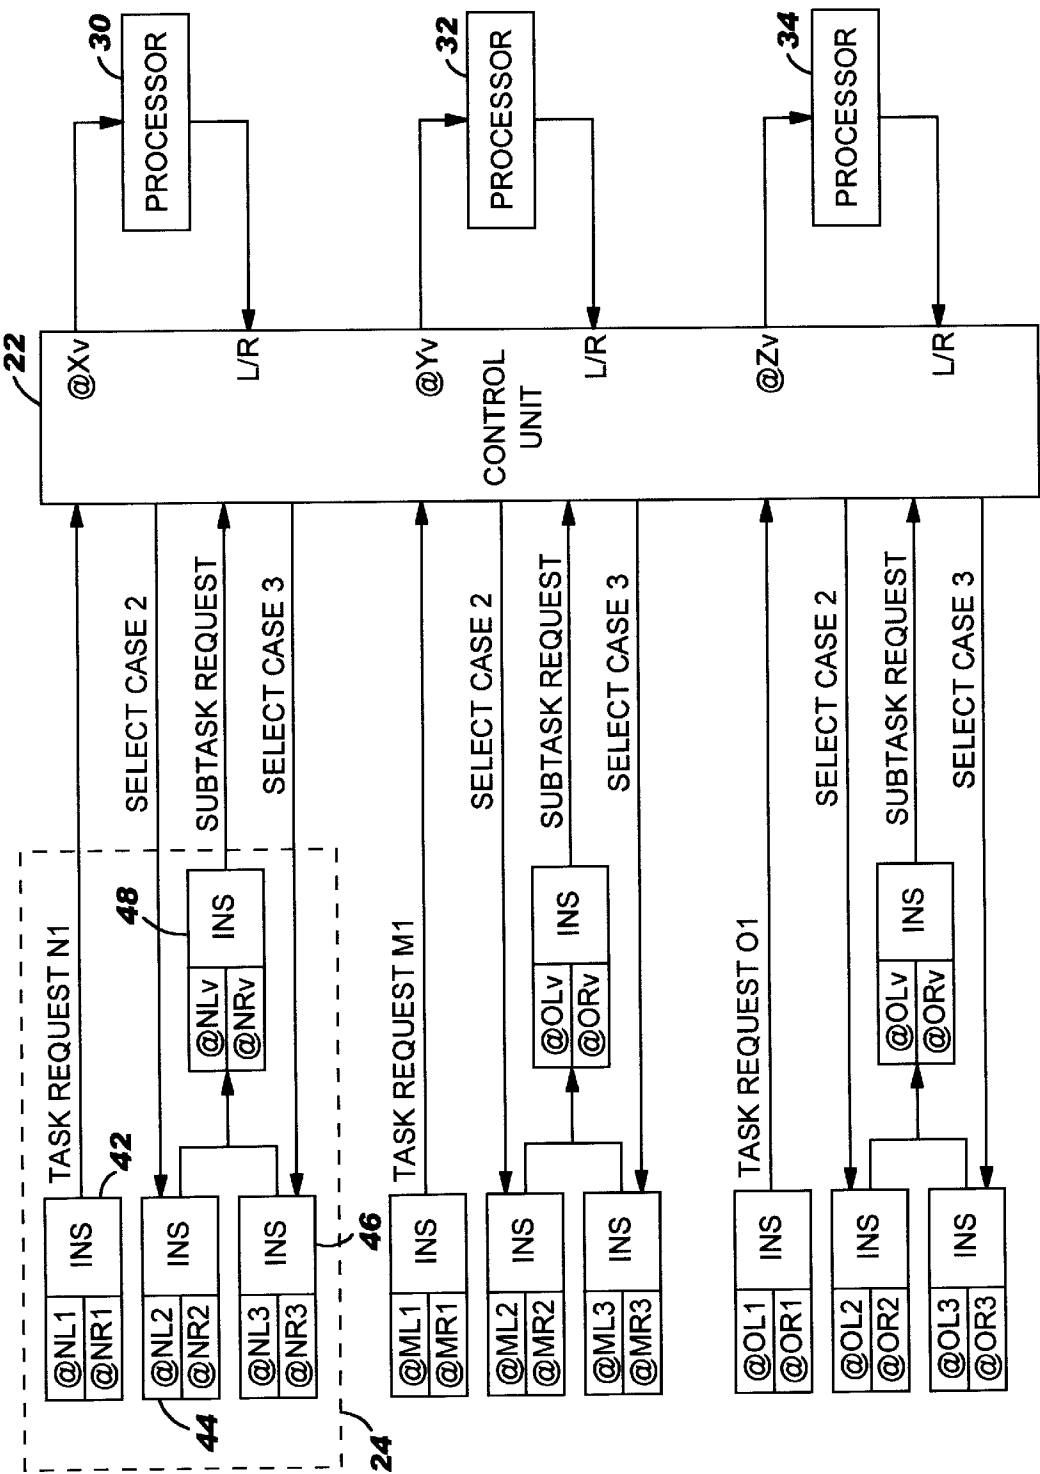 24
44
@NL1
@NR1
INS
42
TASK REQUEST N1
@NL2
@NR2
INS
SELECT CASE 2
@NL3
@NR3
INS
46
@NLv
@NRv
INS
48
SUBTASK REQUEST
SELECT CASE 3
@ML1
@MR1
INS
TASK REQUEST M1
@ML2
@MR2
INS
SELECT CASE 2
@OLv
@ORv
INS
SUBTASK REQUEST
@ML3
@MR3
INS
SELECT CASE 3
@OL1
@OR1
INS
TASK REQUEST O1
@OL2
@OR2
INS
SELECT CASE 2
@OLv
@ORv
INS
SUBTASK REQUEST
@OL3
@OR3
INS
SELECT CASE 3
22
CONTROL
UNIT
@Xv
L/R
@Yv
L/R
@Zv
L/R
30
PROCESSOR
32
PROCESSOR
34
PROCESSOR